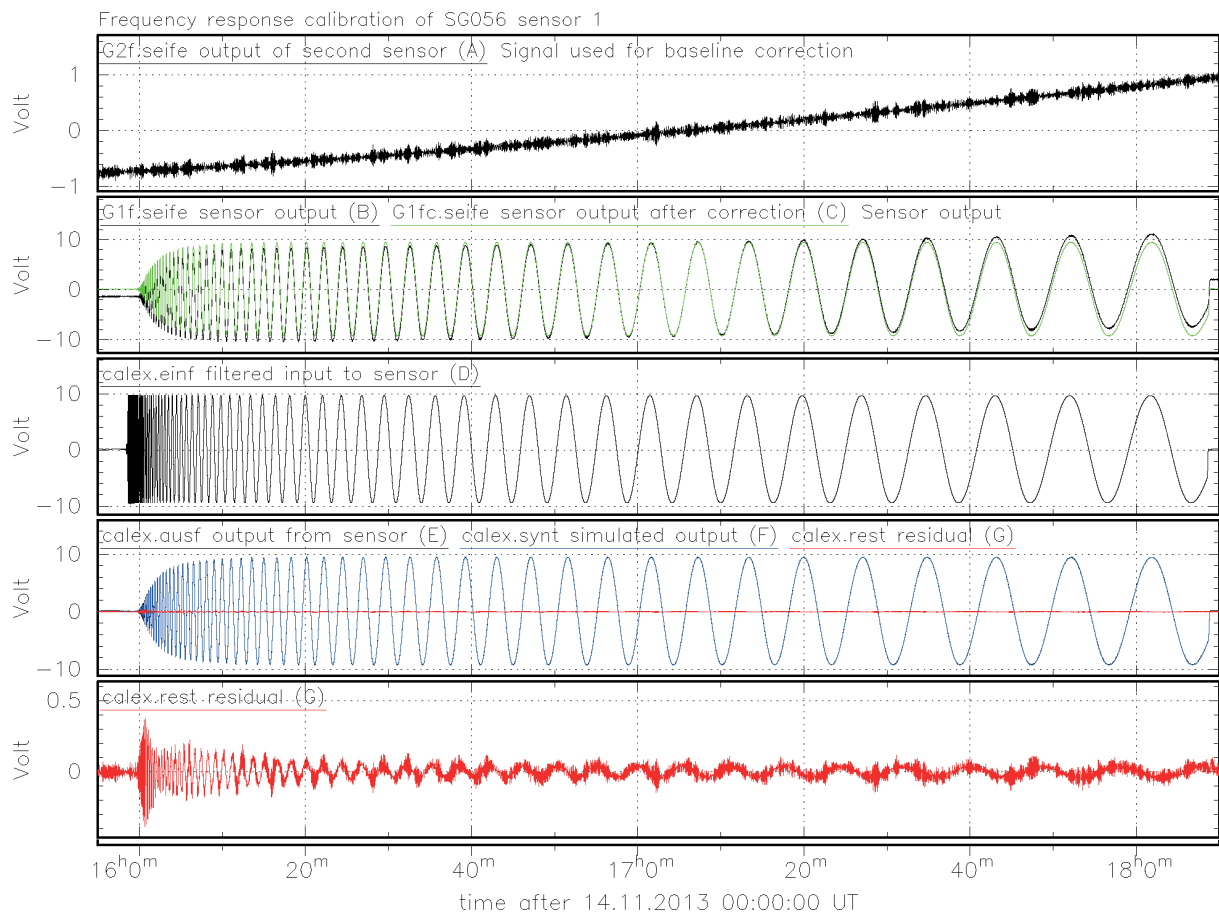 Frequency response calibration of SG056 sensor 1
G2f.seife output of second sensor (A) Signal used for baseline correction
1
0
−1
Volt
G1f.seife sensor output (B) G1fc.seife sensor output after correction (C) Sensor output
10
0
−10
Volt
calex.einf filtered input to sensor (D)
10
0
−10
Volt
calex.ausf output from sensor (E) calex.synt simulated output (F) calex.rest residual (G)
10
0
−10
Volt
calex.rest residual (G)
0.5
0
Volt
16h0m 20m 40m 17h0m 20m 40m 18h0m
time after 14.11.2013 00:00:00 UT